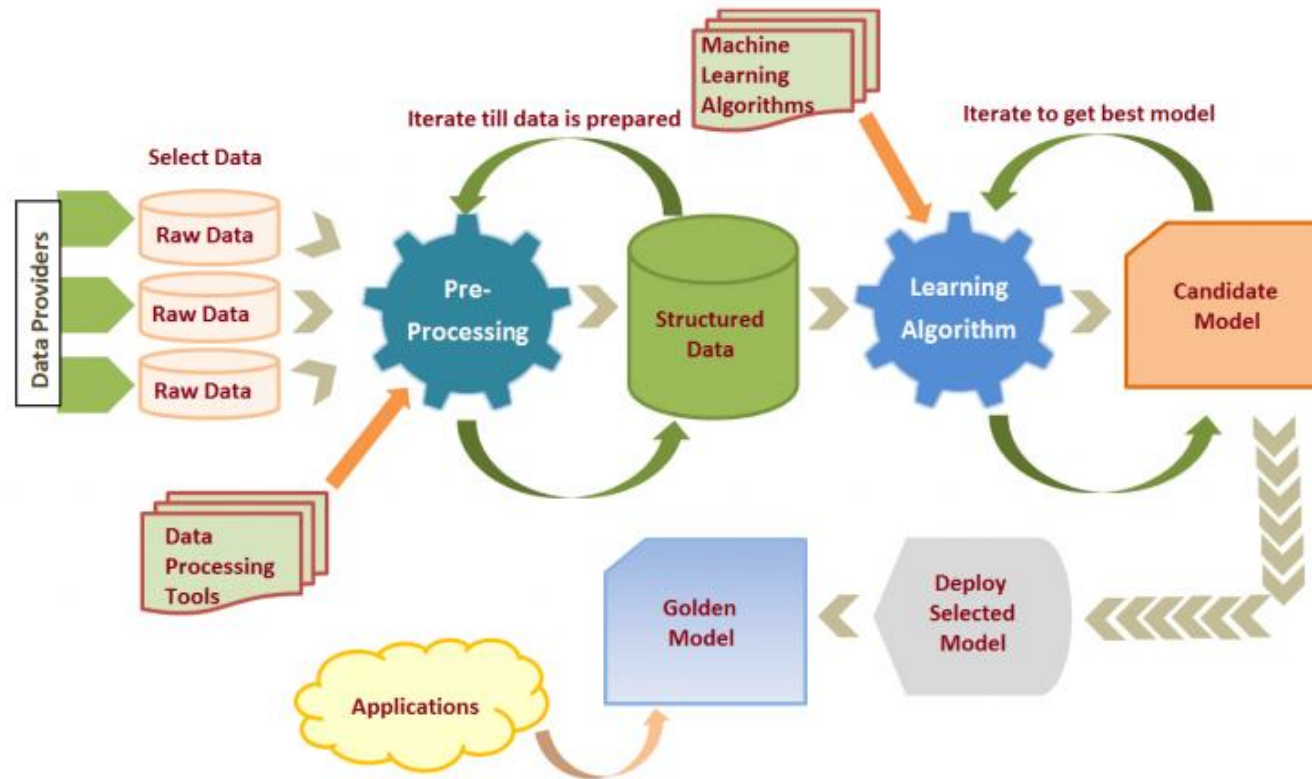 Machine
Learning
Algorithms
Iterate till data is prepared
Iterate to get best model
Select Data
Data Providers
Raw Data
Raw Data
Raw Data
Pre-
Processing
Structured
Data
Learning
Algorithm
Candidate
Model
Data
Processing
Tools
Golden
Model
Deploy
Selected
Model
Applications